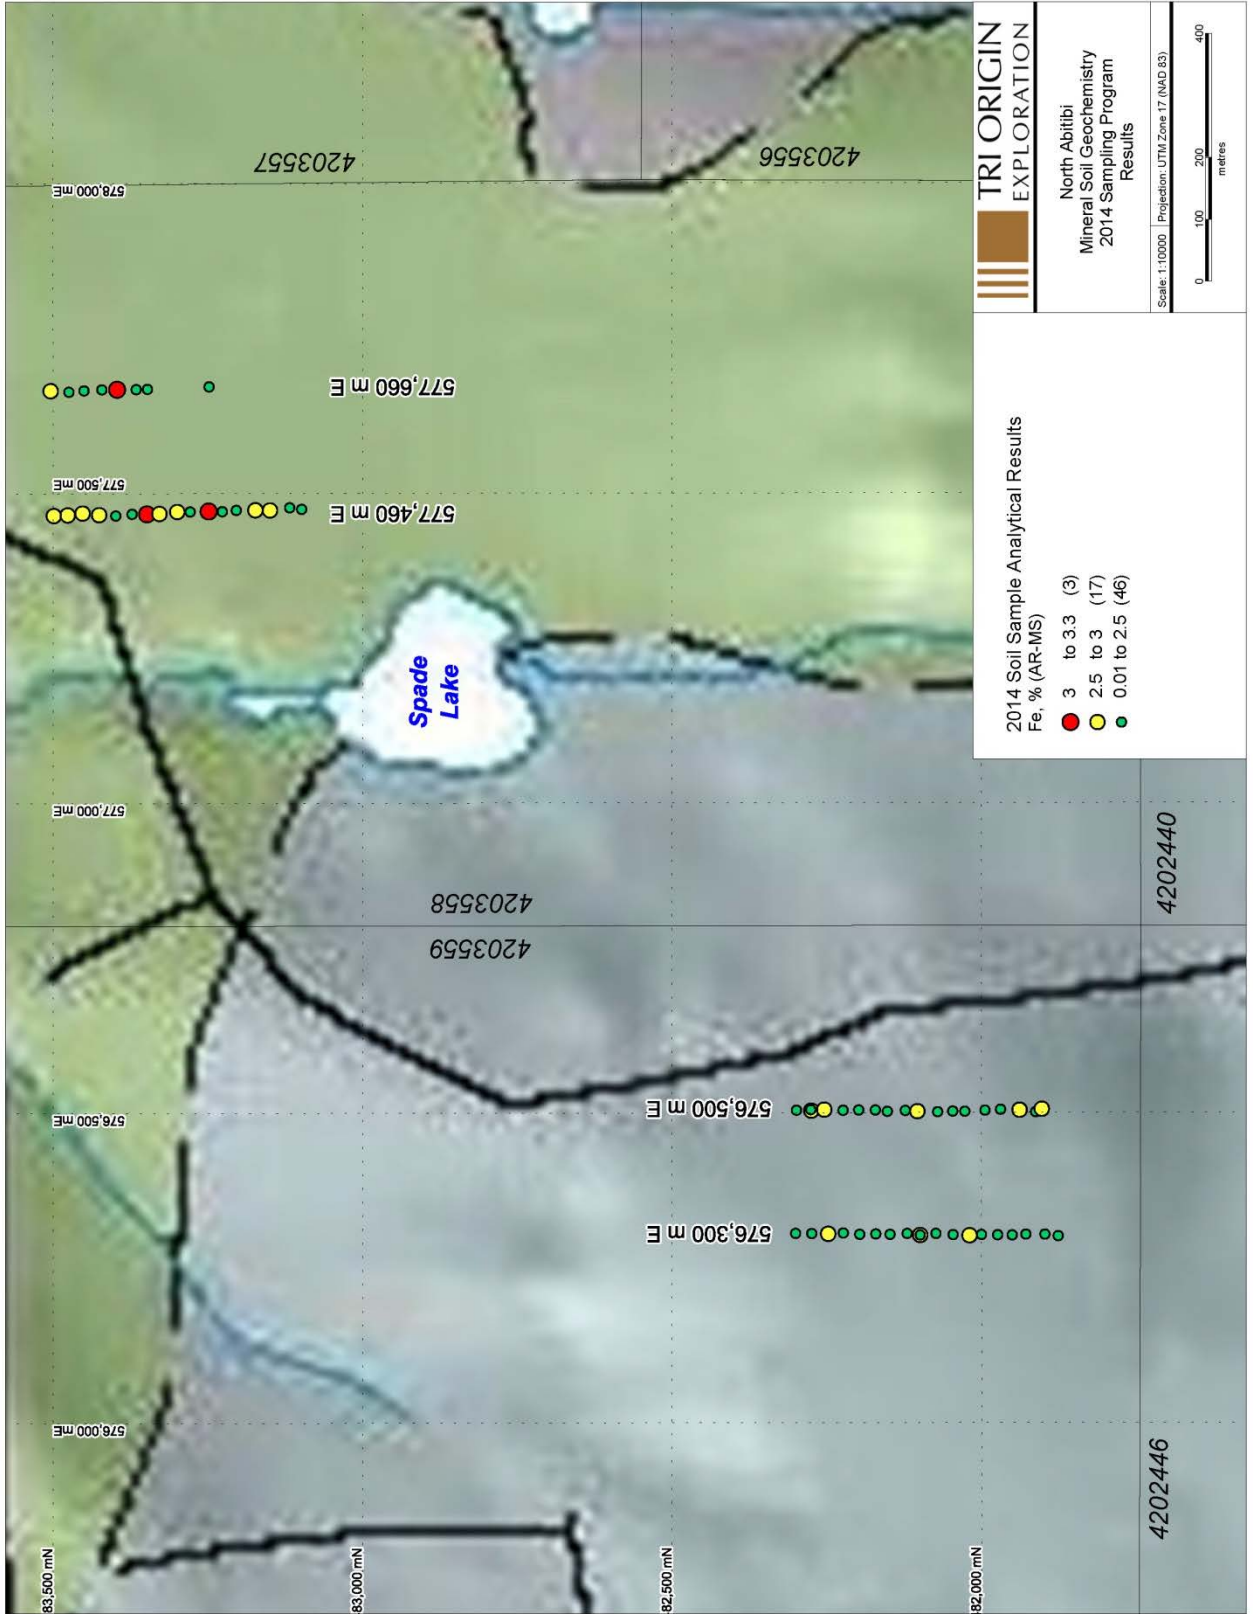 4203557
4203556
578,000 mE
577,660 m E
577,500 mE
577,460 m E
Spade
Lake
577,000 mE
4203558
4203559
576,500 mE
576,500 m E
576,300 m E
576,000 mE
83,500 mN
83,000 mN
82,500 mN
82,000 mN
4202440
4202446
2014 Soil Sample Analytical Results
Fe, % (AR-MS)
3 to 3.3 (3)
2.5 to 3 (17)
0.01 to 2.5 (46)
TRI ORIGIN
EXPLORATION
North Abitibi
Mineral Soil Geochemistry
2014 Sampling Program
Results
Scale: 1:10000 Projection: UTM Zone 17 (NAD 83)
0 100 200 400
metres